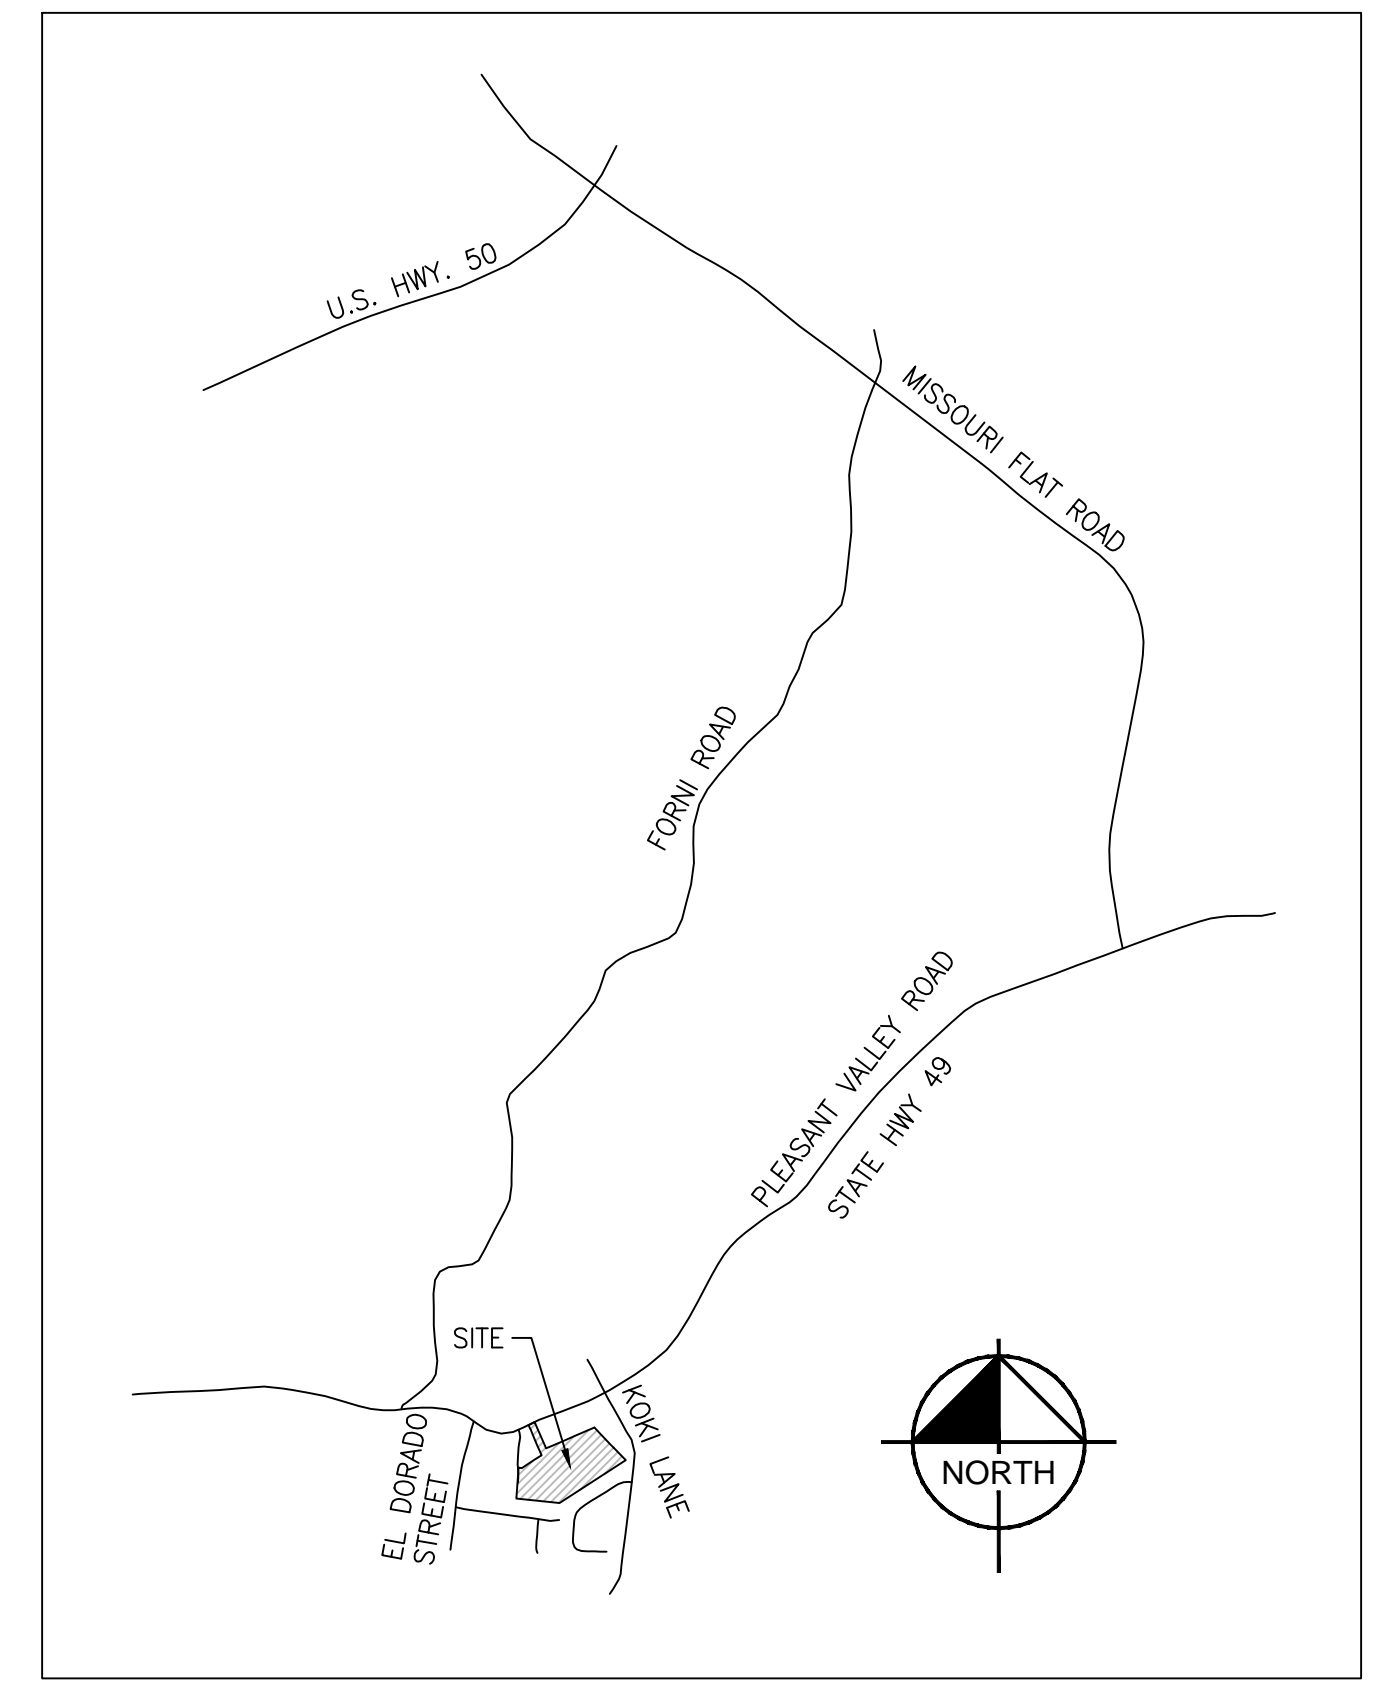 U.S. HWY. 50
MISSOURI FLAT ROAD
FORNI ROAD
PLEASANT VALLEY ROAD
STATE HWY 49
SITE
KOKI LANE
EL DORADO
STREET
NORTH